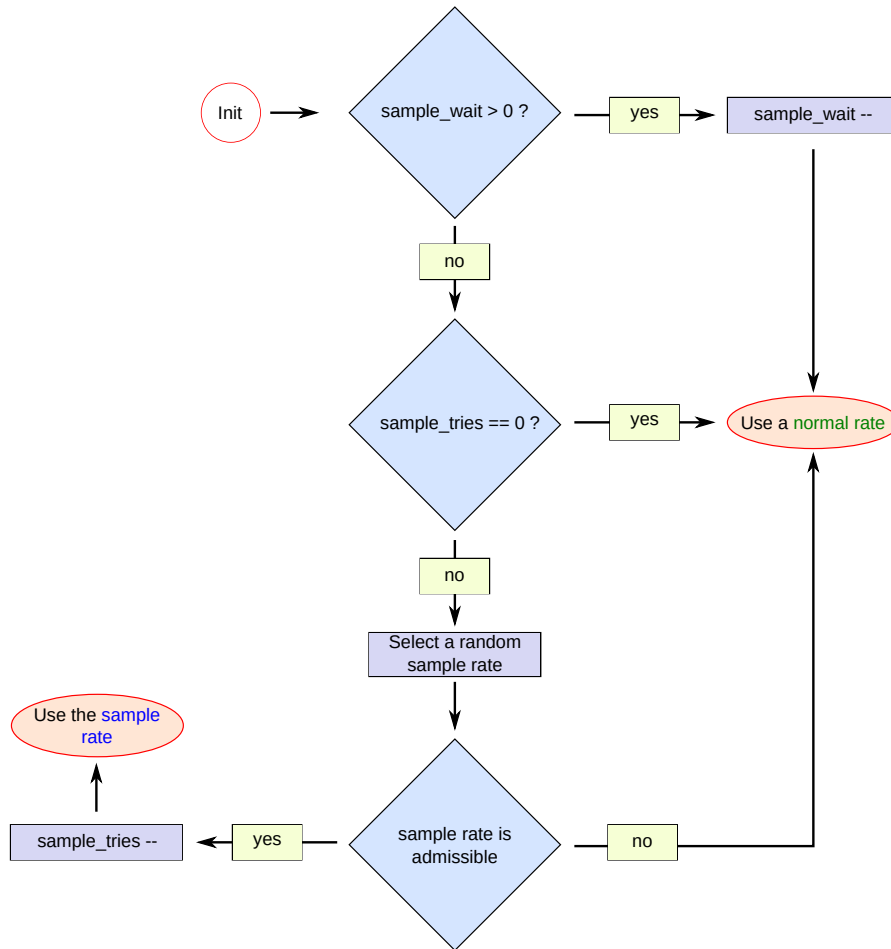 Init
sample_wait > 0 ?
yes
sample_wait --
no
sample_tries == 0 ?
yes
Use a normal rate
no
Select a random
sample rate
Use the sample
rate
sample rate is
admissible
yes
sample_tries --
no